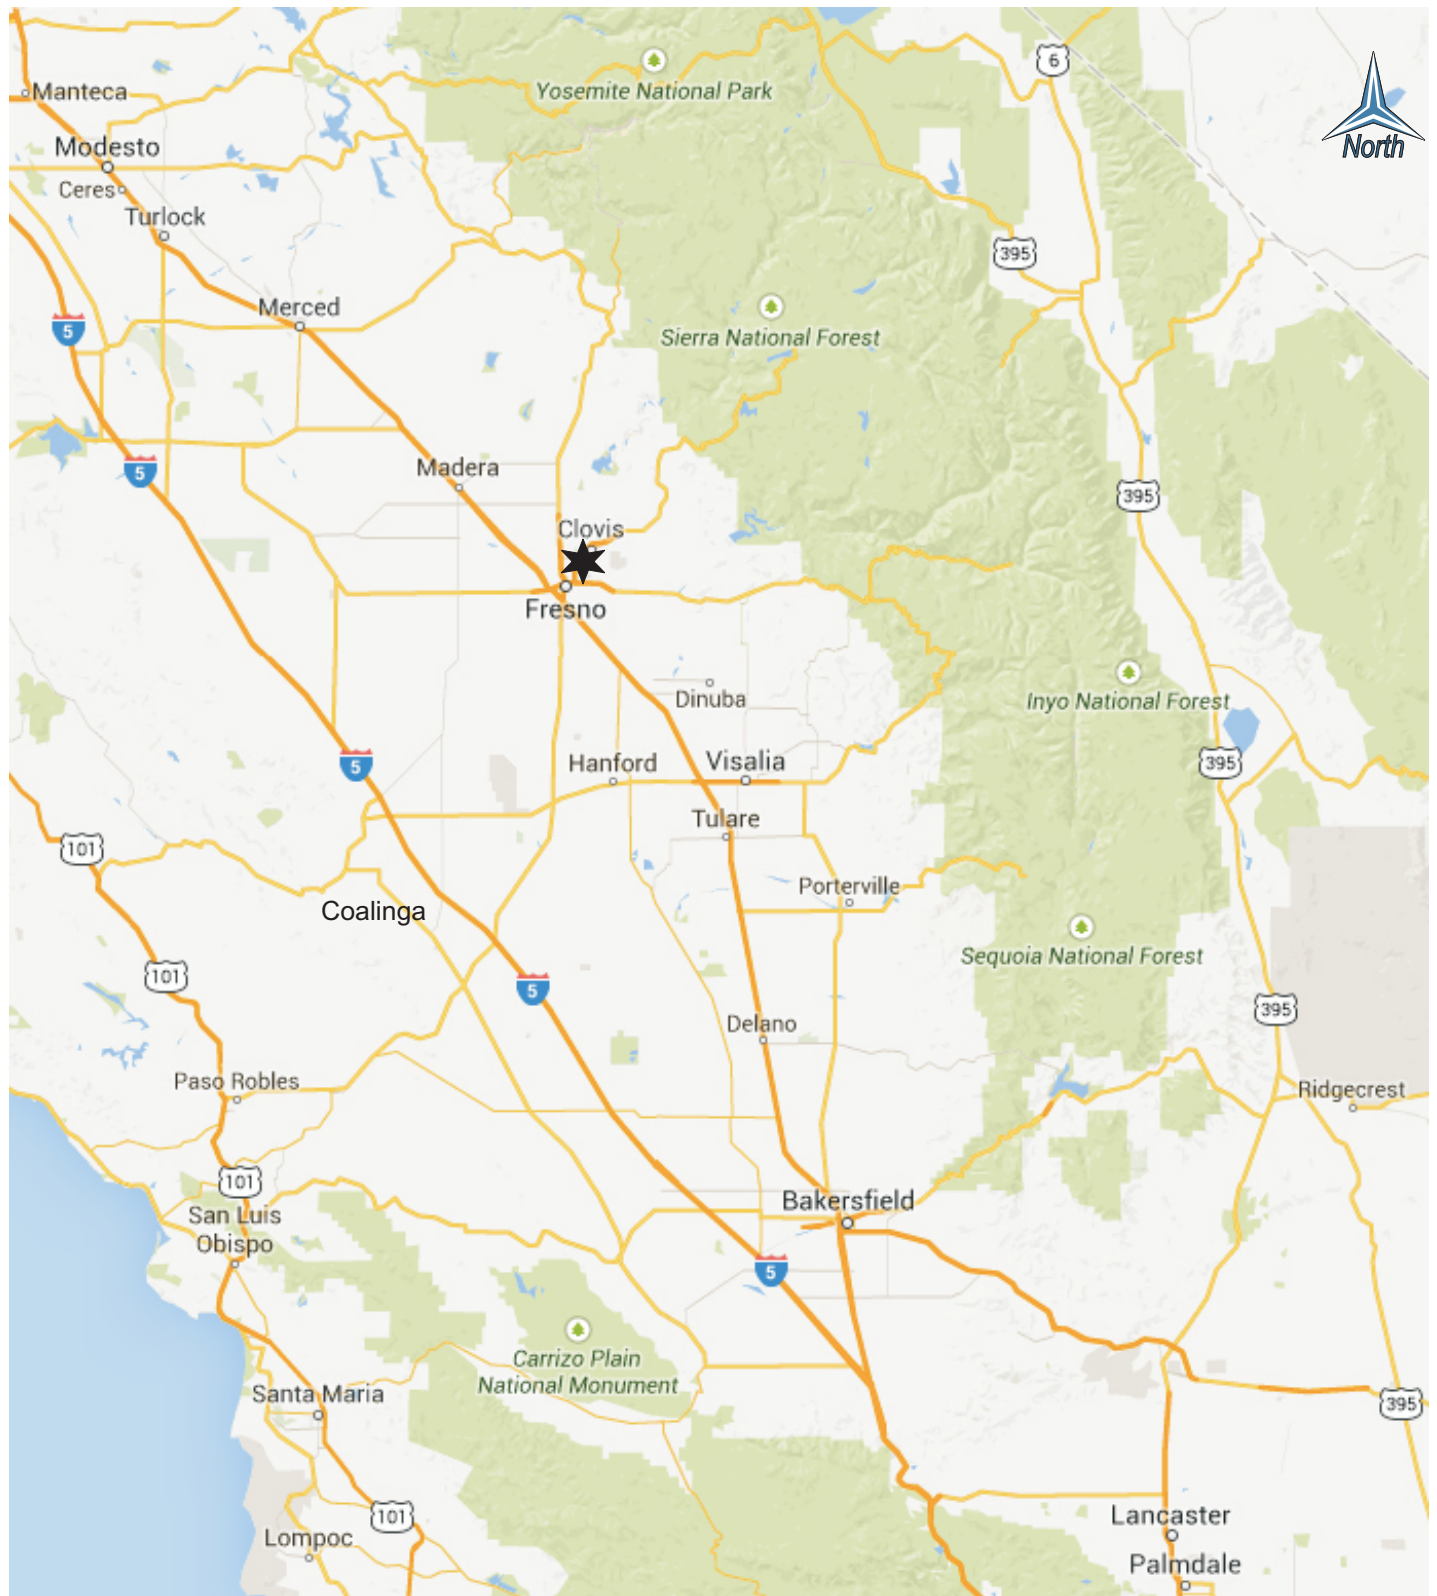 6
Yosemite National Park
Manteca
North
Modesto
Ceres
Turlock
395
Merced
5
Sierra National Forest
Madera
5
395
Clovis
Fresno
Dinuba
Inyo National Forest
Hanford
Visalia
5
395
Tulare
101
Porterville
Coalinga
Sequoia National Forest
101
5
395
Delano
Paso Robles
Ridgecrest
101
Bakersfield
San Luis
Obispo
5
Carrizo Plain
National Monument
Santa Maria
395
101
Lancaster
Lompoc
Palmdale